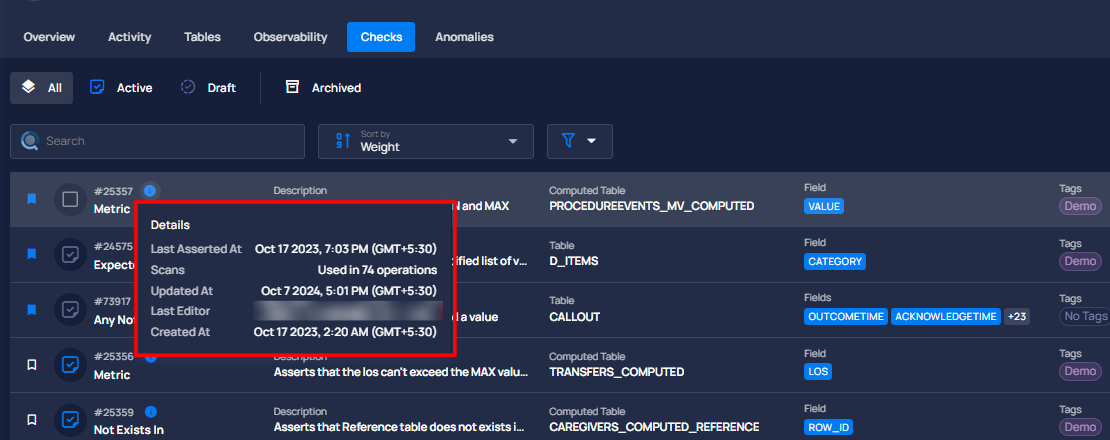 Overview Activity Tables Observability Checks Anomalies
All Active Draft Archived
Search
Sort by
Weight
#25357 Description Computed Table Field Tags
Metric N and MAX PROCEDUREEVENTS_MV_COMPUTED VALUE Demo
Details
Last Asserted At Oct 17 2023, 7:03 PM (GMT+5:30)
Scans Used in 74 operations
Updated At Oct 7 2024, 5:01 PM (GMT+5:30)
Last Editor
Created At Oct 17 2023, 2:20 AM (GMT+5:30)
#24575 Table Field Tags
Expecte ified list of v... D_ITEMS CATEGORY Demo
#73917 Table Fields Tags
Any No d a value CALLOUT OUTCOMETIME ACKNOWLEDGETIME +23 No Tags
#25356 Description Computed Table Field Tags
Metric Asserts that the los can't exceed the MAX valu... TRANSFERS_COMPUTED LOS Demo
#25359 Description Computed Table Field Tags
Not Exists In Asserts that Reference table does not exists i... CAREGIVERS_COMPUTED_REFERENCE ROW_ID Demo